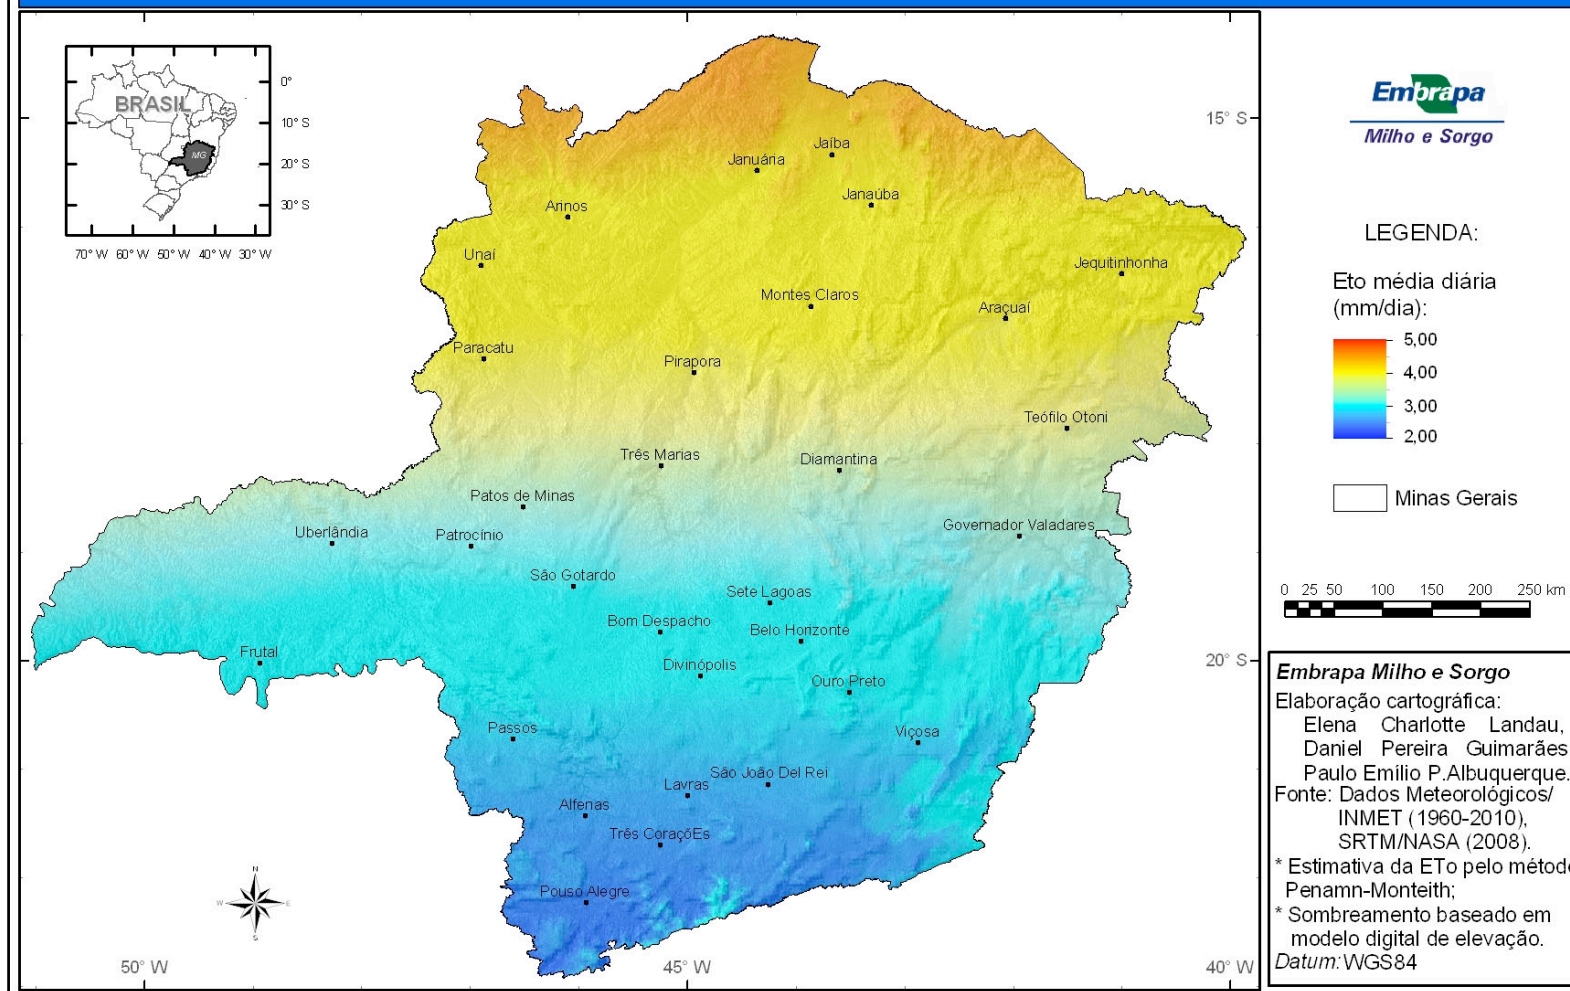 BRASIL
MG
0°
10° S
20° S
30° S
70° W 60° W 50° W 40° W 30° W
Jaíba
Januária
Janaúba
Arinos
Unaí
Jequitinhonha
Montes Claros
Araçuaí
Paracatu
Pirapora
Teófilo Otoni
Três Marias
Diamantina
Patos de Minas
Governador Valadares
Uberlândia
Patrocínio
São Gotardo
Sete Lagoas
Bom Despacho
Belo Horizonte
Frutal
Divinópolis
Ouro Preto
Passos
Viçosa
São João Del Rei
Lavras
Alfenas
Três CoraçõEs
Pouso Alegre
N
W E
S
50° W 45° W 40° W
15° S
20° S
Embrapa
Milho e Sorgo
LEGENDA:
Eto média diária
(mm/dia):
5,00
4,00
3,00
2,00
Minas Gerais
0 25 50 100 150 200 250 km
Embrapa Milho e Sorgo
Elaboração cartográfica:
Elena Charlotte Landau,
Daniel Pereira Guimarães
Paulo Emílio P.Albuquerque.
Fonte: Dados Meteorológicos/
INMET (1960-2010),
SRTM/NASA (2008).
* Estimativa da ETo pelo método
Penamn-Monteith;
* Sombreamento baseado em
modelo digital de elevação.
Datum:WGS84